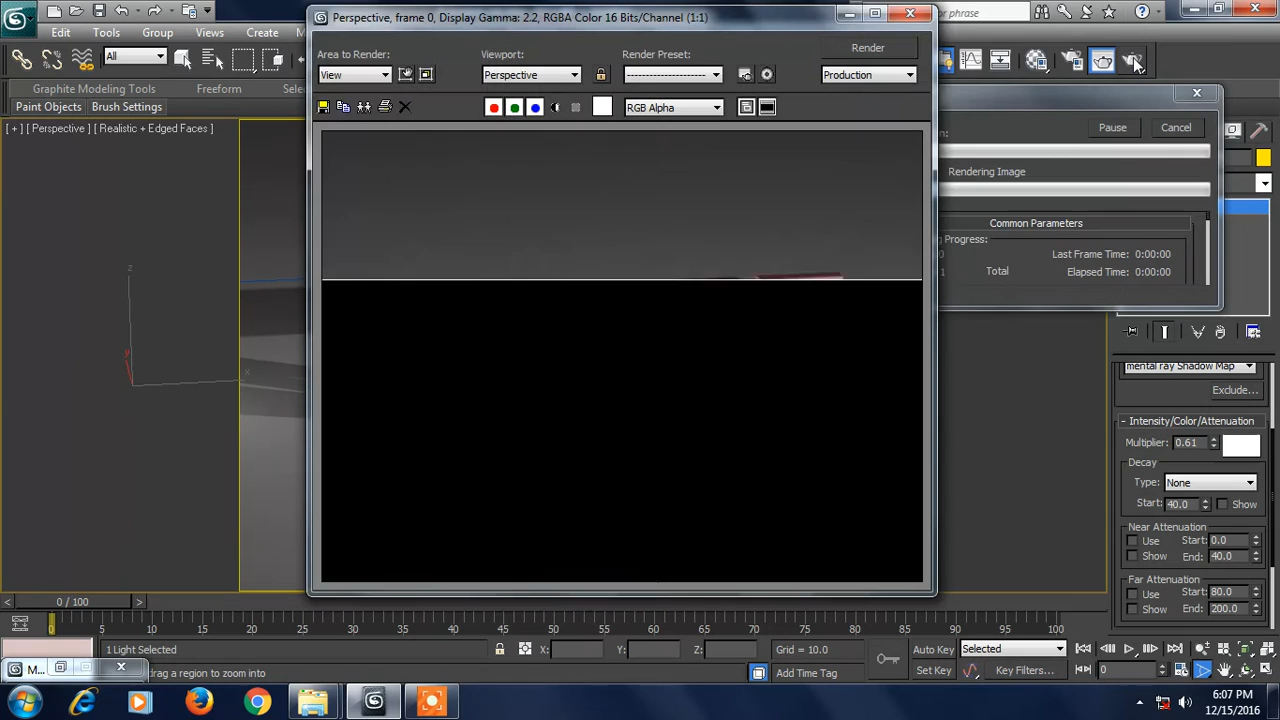 Perspective, frame 0, Display Gamma: 2.2, RGBA Color 16 Bits/Channel (1:1)
or phrase
Tools Group Views Create
Area to Render: Viewport: Render Preset: Render
View Perspective Production
All
RGB Alpha
Graphite Modeling Tools Freeform
Paint Objects Brush Settings
[ + ] [ Perspective ] [ Realistic + Edged Faces ]
Pause Cancel
Rendering Image
Common Parameters
Progress:
Last Frame Time: 0:00:00
1 Total Elapsed Time: 0:00:00
z
y
x
mental ray Shadow Map
Exclude...
- Intensity/Color/Attenuation
Multiplier: 0.61
Decay
Type: None
Start: 40.0 Show
Near Attenuation
Use Start: 0.0
Show End: 40.0
Far Attenuation
Use Start: 80.0
Show End: 200.0
< 0 / 100 >
0 5 10 15 20 25 30 35 40 45 50 55 60 65 70 75 80 85 90 95 100
1 Light Selected X: Y: Z: Grid = 10.0 Auto Key Selected
M... drag a region to zoom into Add Time Tag Set Key Key Filters... 0
6:07 PM
12/15/2016